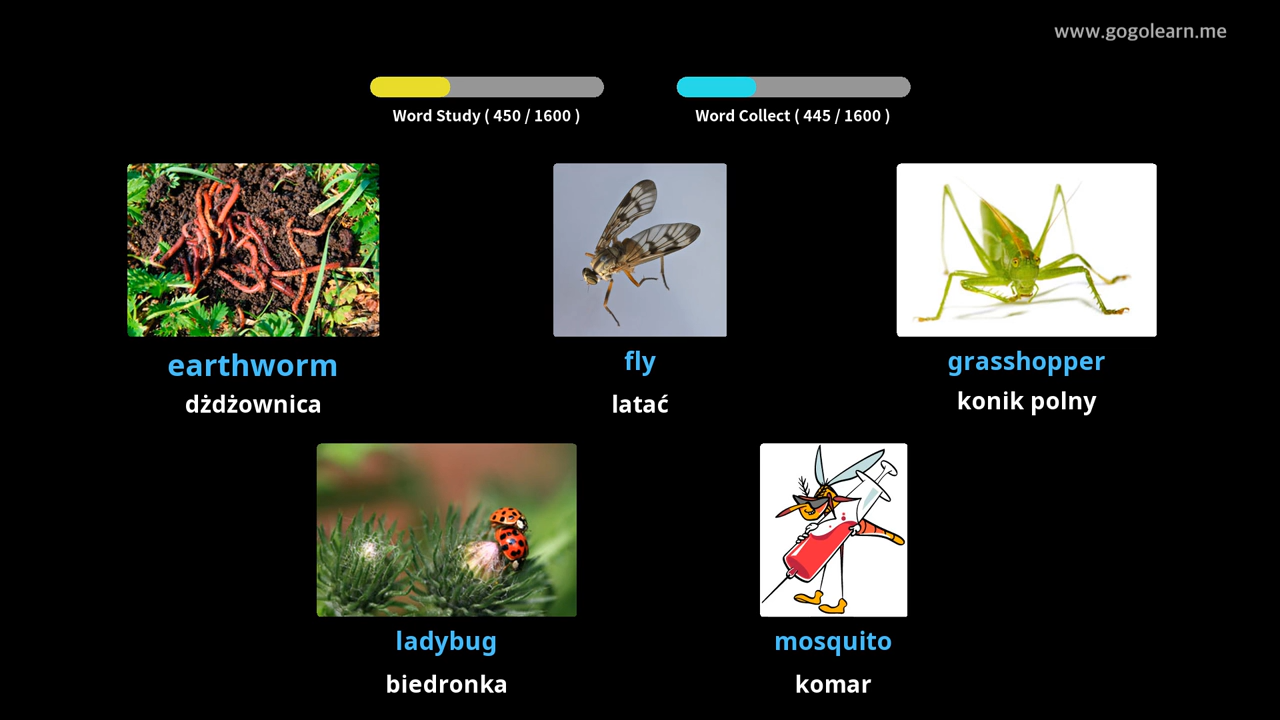 www.gogolearn.me
Word Study ( 450 / 1600 )
Word Collect ( 445 / 1600 )
earthworm
dżdżownica
fly
latać
grasshopper
konik polny
ladybug
biedronka
mosquito
komar